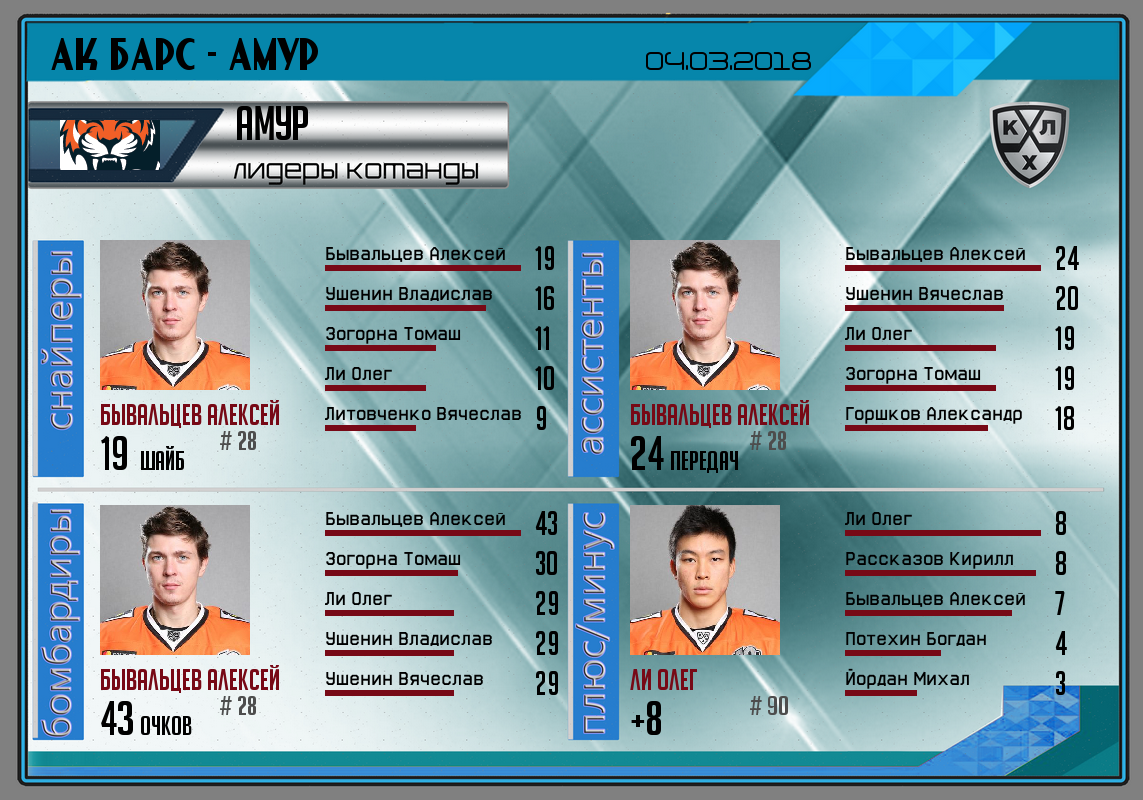 АК БАРС - АМУР
04.03.2018
АМУР
лидеры команды
КХЛ
снайперы
БЫВАЛЬЦЕВ АЛЕКСЕЙ
# 28
19 ШАЙБ
Бывальцев Алексей 19
Ушенин Владислав 16
Зогорна Томаш 11
Ли Олег 10
Литовченко Вячеслав 9
ассистенты
БЫВАЛЬЦЕВ АЛЕКСЕЙ
# 28
24 ПЕРЕДАЧ
Бывальцев Алексей 24
Ушенин Вячеслав 20
Ли Олег 19
Зогорна Томаш 19
Горшков Александр 18
бомбардиры
БЫВАЛЬЦЕВ АЛЕКСЕЙ
# 28
43 ОЧКОВ
Бывальцев Алексей 43
Зогорна Томаш 30
Ли Олег 29
Ушенин Владислав 29
Ушенин Вячеслав 29
плюс/минус
ЛИ ОЛЕГ
# 90
+8
Ли Олег 8
Рассказов Кирилл 8
Бывальцев Алексей 7
Потехин Богдан 4
Йордан Михал 3